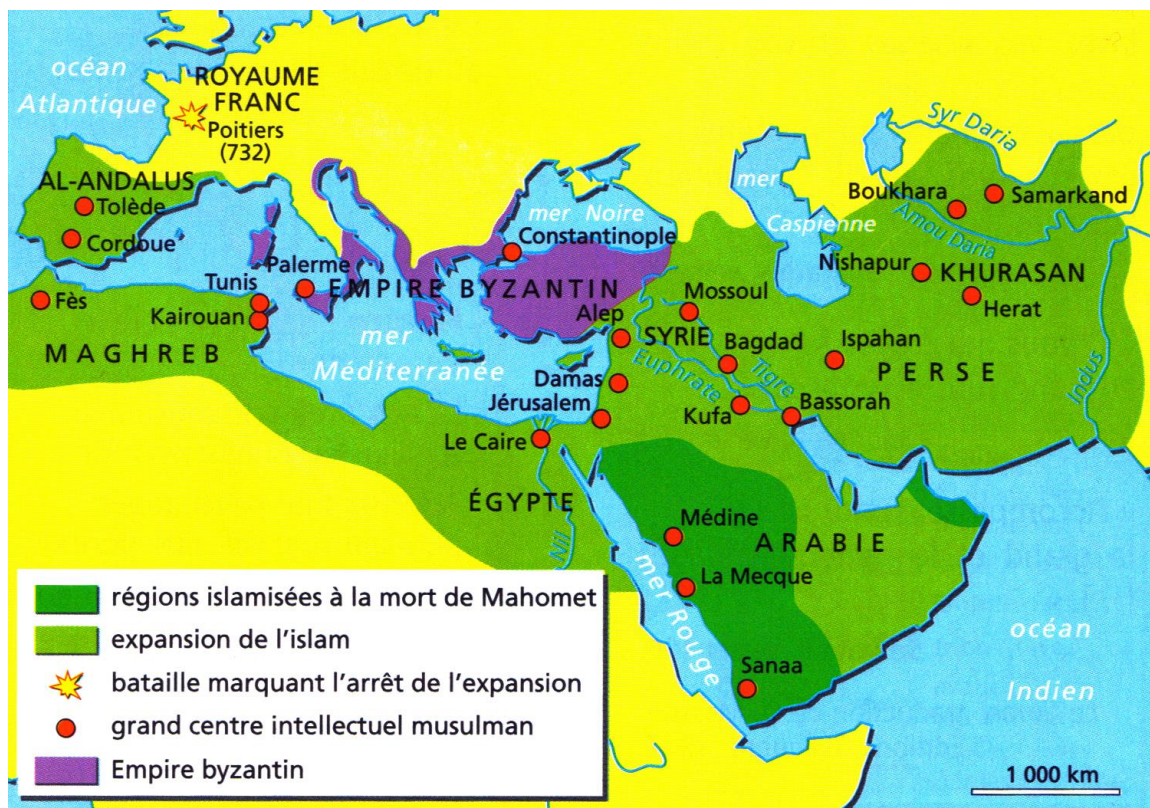 océan
Atlantique
ROYAUME
FRANC
Poitiers
(732)
AL-ANDALUS
Tolède
Cordoue
Fès
Tunis
Kairouan
MAGHREB
Palerme
mer
Méditerranée
EMPIRE BYZANTIN
mer Noire
Constantinople
mer
Caspienne
Syr Daria
Boukhara
Samarkand
Amou Daria
Nishapur
KHURASAN
Herat
Mossoul
Alep
SYRIE
Bagdad
Ispahan
PERSE
Euphrate
Tigre
Indus
Damas
Jérusalem
Kufa
Bassorah
Le Caire
ÉGYPTE
Nil
Médine
ARABIE
La Mecque
mer Rouge
Sanaa
océan
Indien
régions islamisées à la mort de Mahomet
expansion de l'islam
bataille marquant l'arrêt de l'expansion
grand centre intellectuel musulman
Empire byzantin
1 000 km